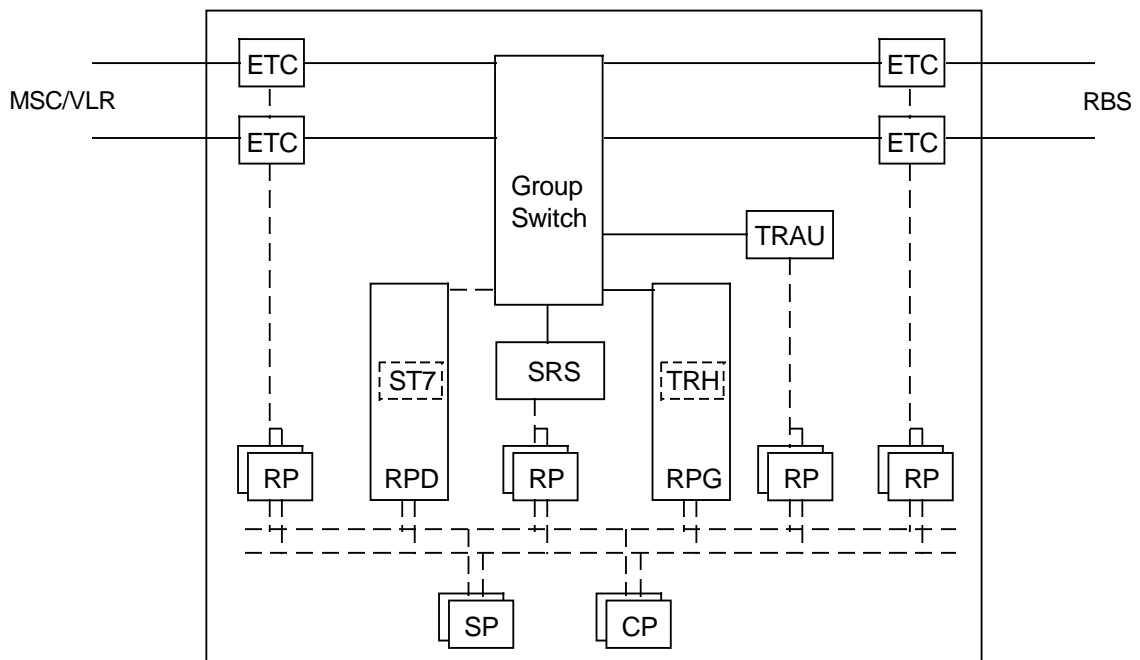 ETC
ETC
MSC/VLR
RBS
ETC
ETC
Group
Switch
TRAU
ST7
SRS
TRH
RP
RPD
RP
RPG
RP
RP
SP
CP